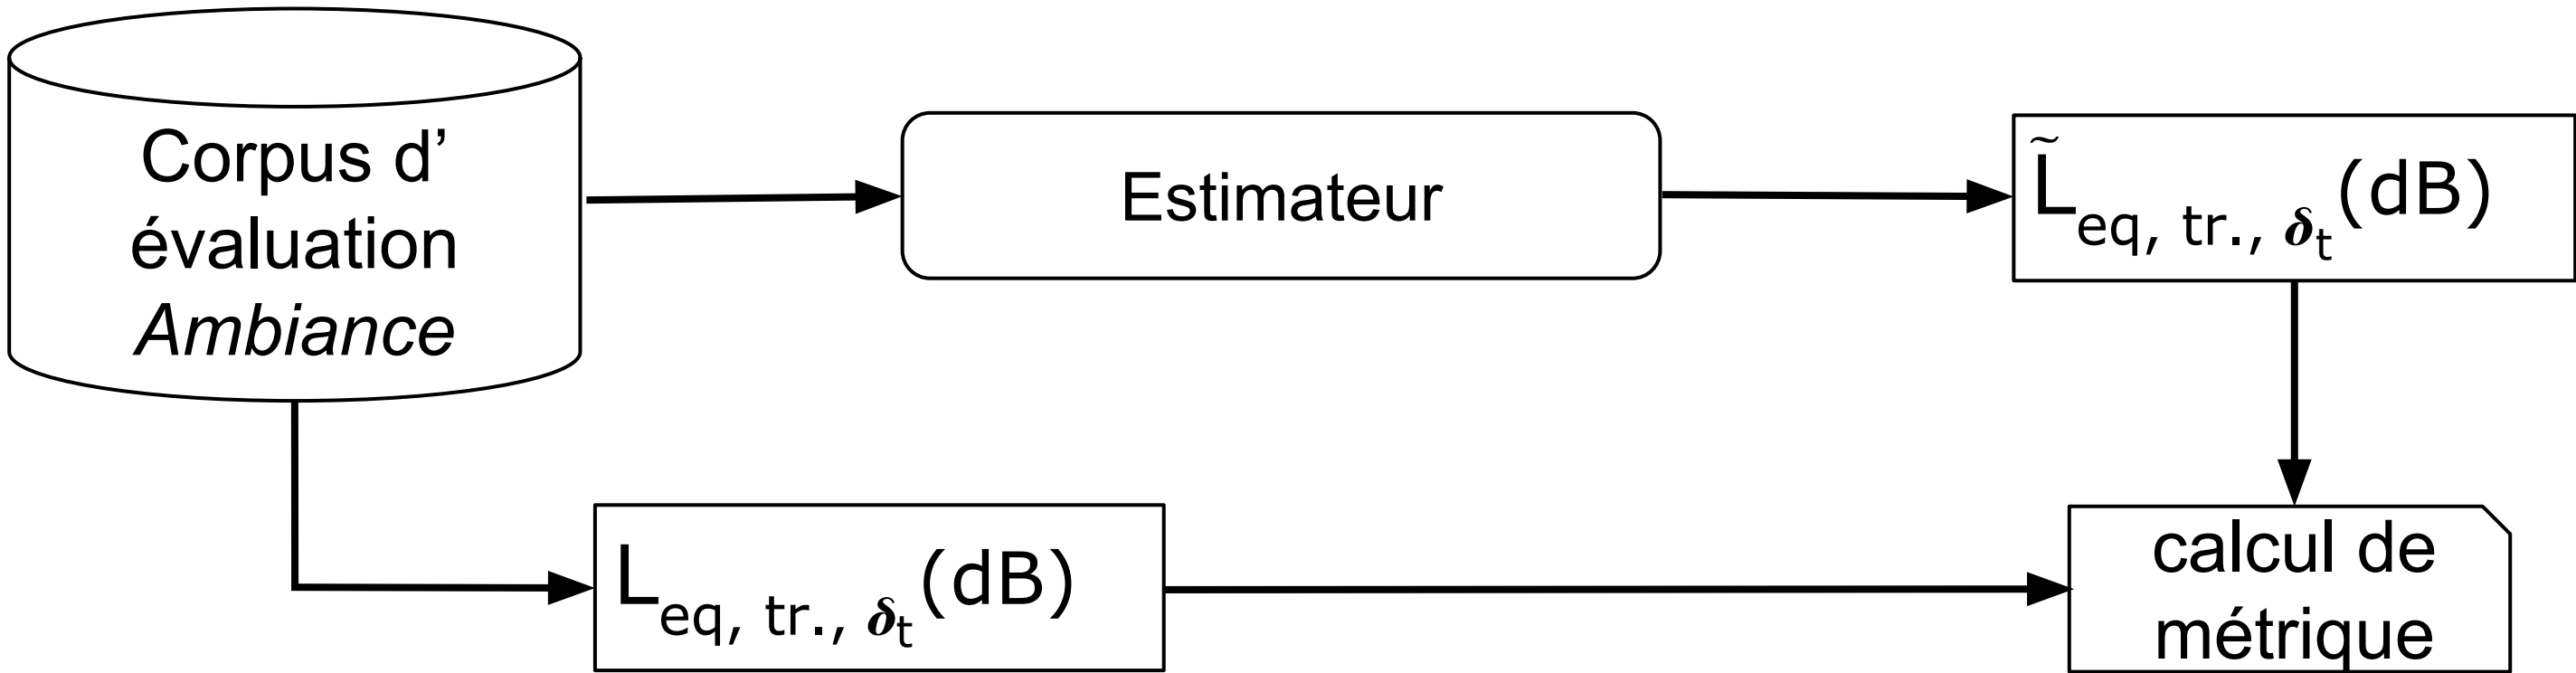 Corpus d’
évaluation
Ambiance
Estimateur
L̃eq, tr., δt(dB)
Leq, tr., δt(dB)
calcul de
métrique